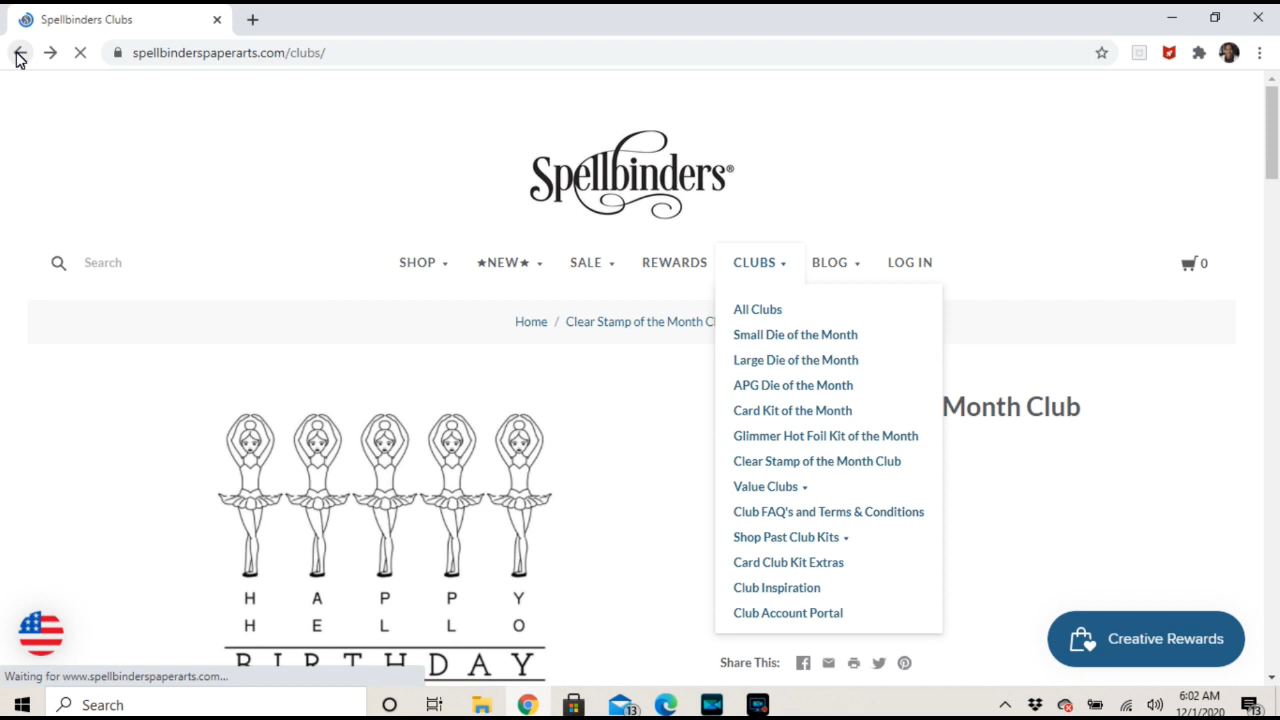 Spellbinders Clubs
spellbinderspaperarts.com/clubs/
Spellbinders®
Search
SHOP
★NEW★
SALE
REWARDS
CLUBS
BLOG
LOG IN
0
Home / Clear Stamp of the Month Cl
All Clubs
Small Die of the Month
Large Die of the Month
APG Die of the Month
Card Kit of the Month
Glimmer Hot Foil Kit of the Month
Clear Stamp of the Month Club
Value Clubs
Club FAQ's and Terms & Conditions
Shop Past Club Kits
Card Club Kit Extras
Club Inspiration
Club Account Portal
Month Club
H A P P Y
H E L L O
BIRTHDAY
Share This:
Creative Rewards
Waiting for www.spellbinderspaperarts.com...
Search
13
6:02 AM
12/1/2020
13